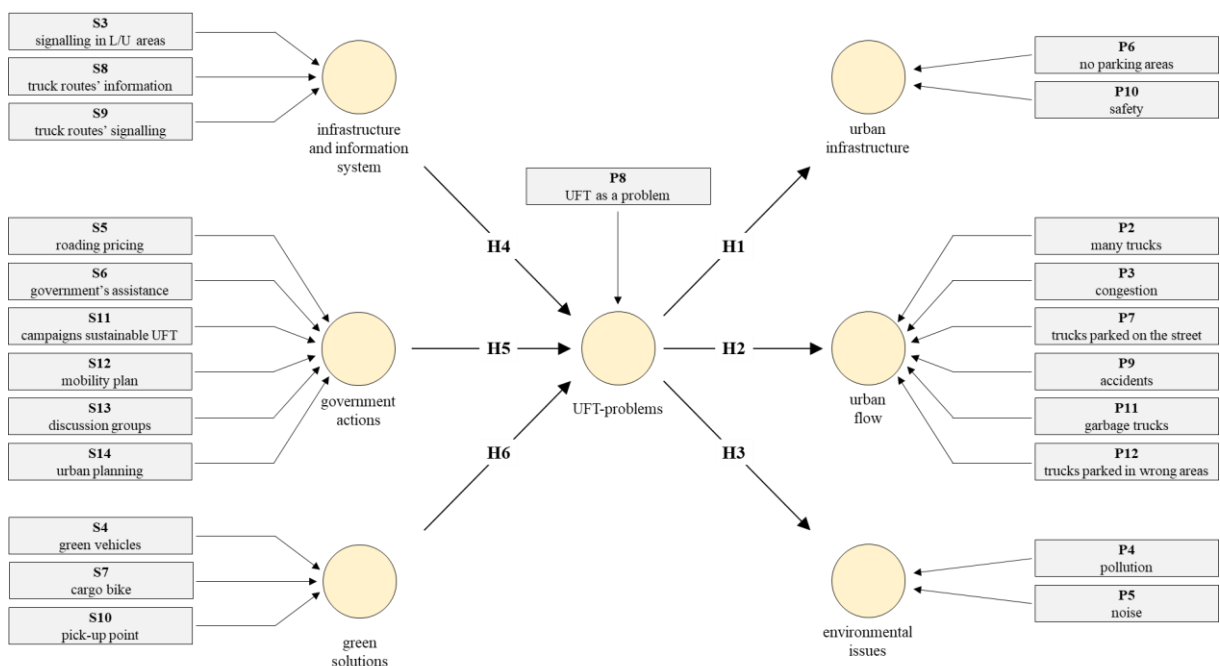 S3
signalling in L/U areas
S8
truck routes' information
S9
truck routes' signalling
infrastructure
and information
system
S5
roading pricing
S6
government's assistance
S11
campaigns sustainable UFT
S12
mobility plan
S13
discussion groups
S14
urban planning
government
actions
S4
green vehicles
S7
cargo bike
S10
pick-up point
green
solutions
H4
H5
H6
P8
UFT as a problem
UFT-problems
H1
H2
H3
urban
infrastructure
P6
no parking areas
P10
safety
urban
flow
P2
many trucks
P3
congestion
P7
trucks parked on the street
P9
accidents
P11
garbage trucks
P12
trucks parked in wrong areas
environmental
issues
P4
pollution
P5
noise